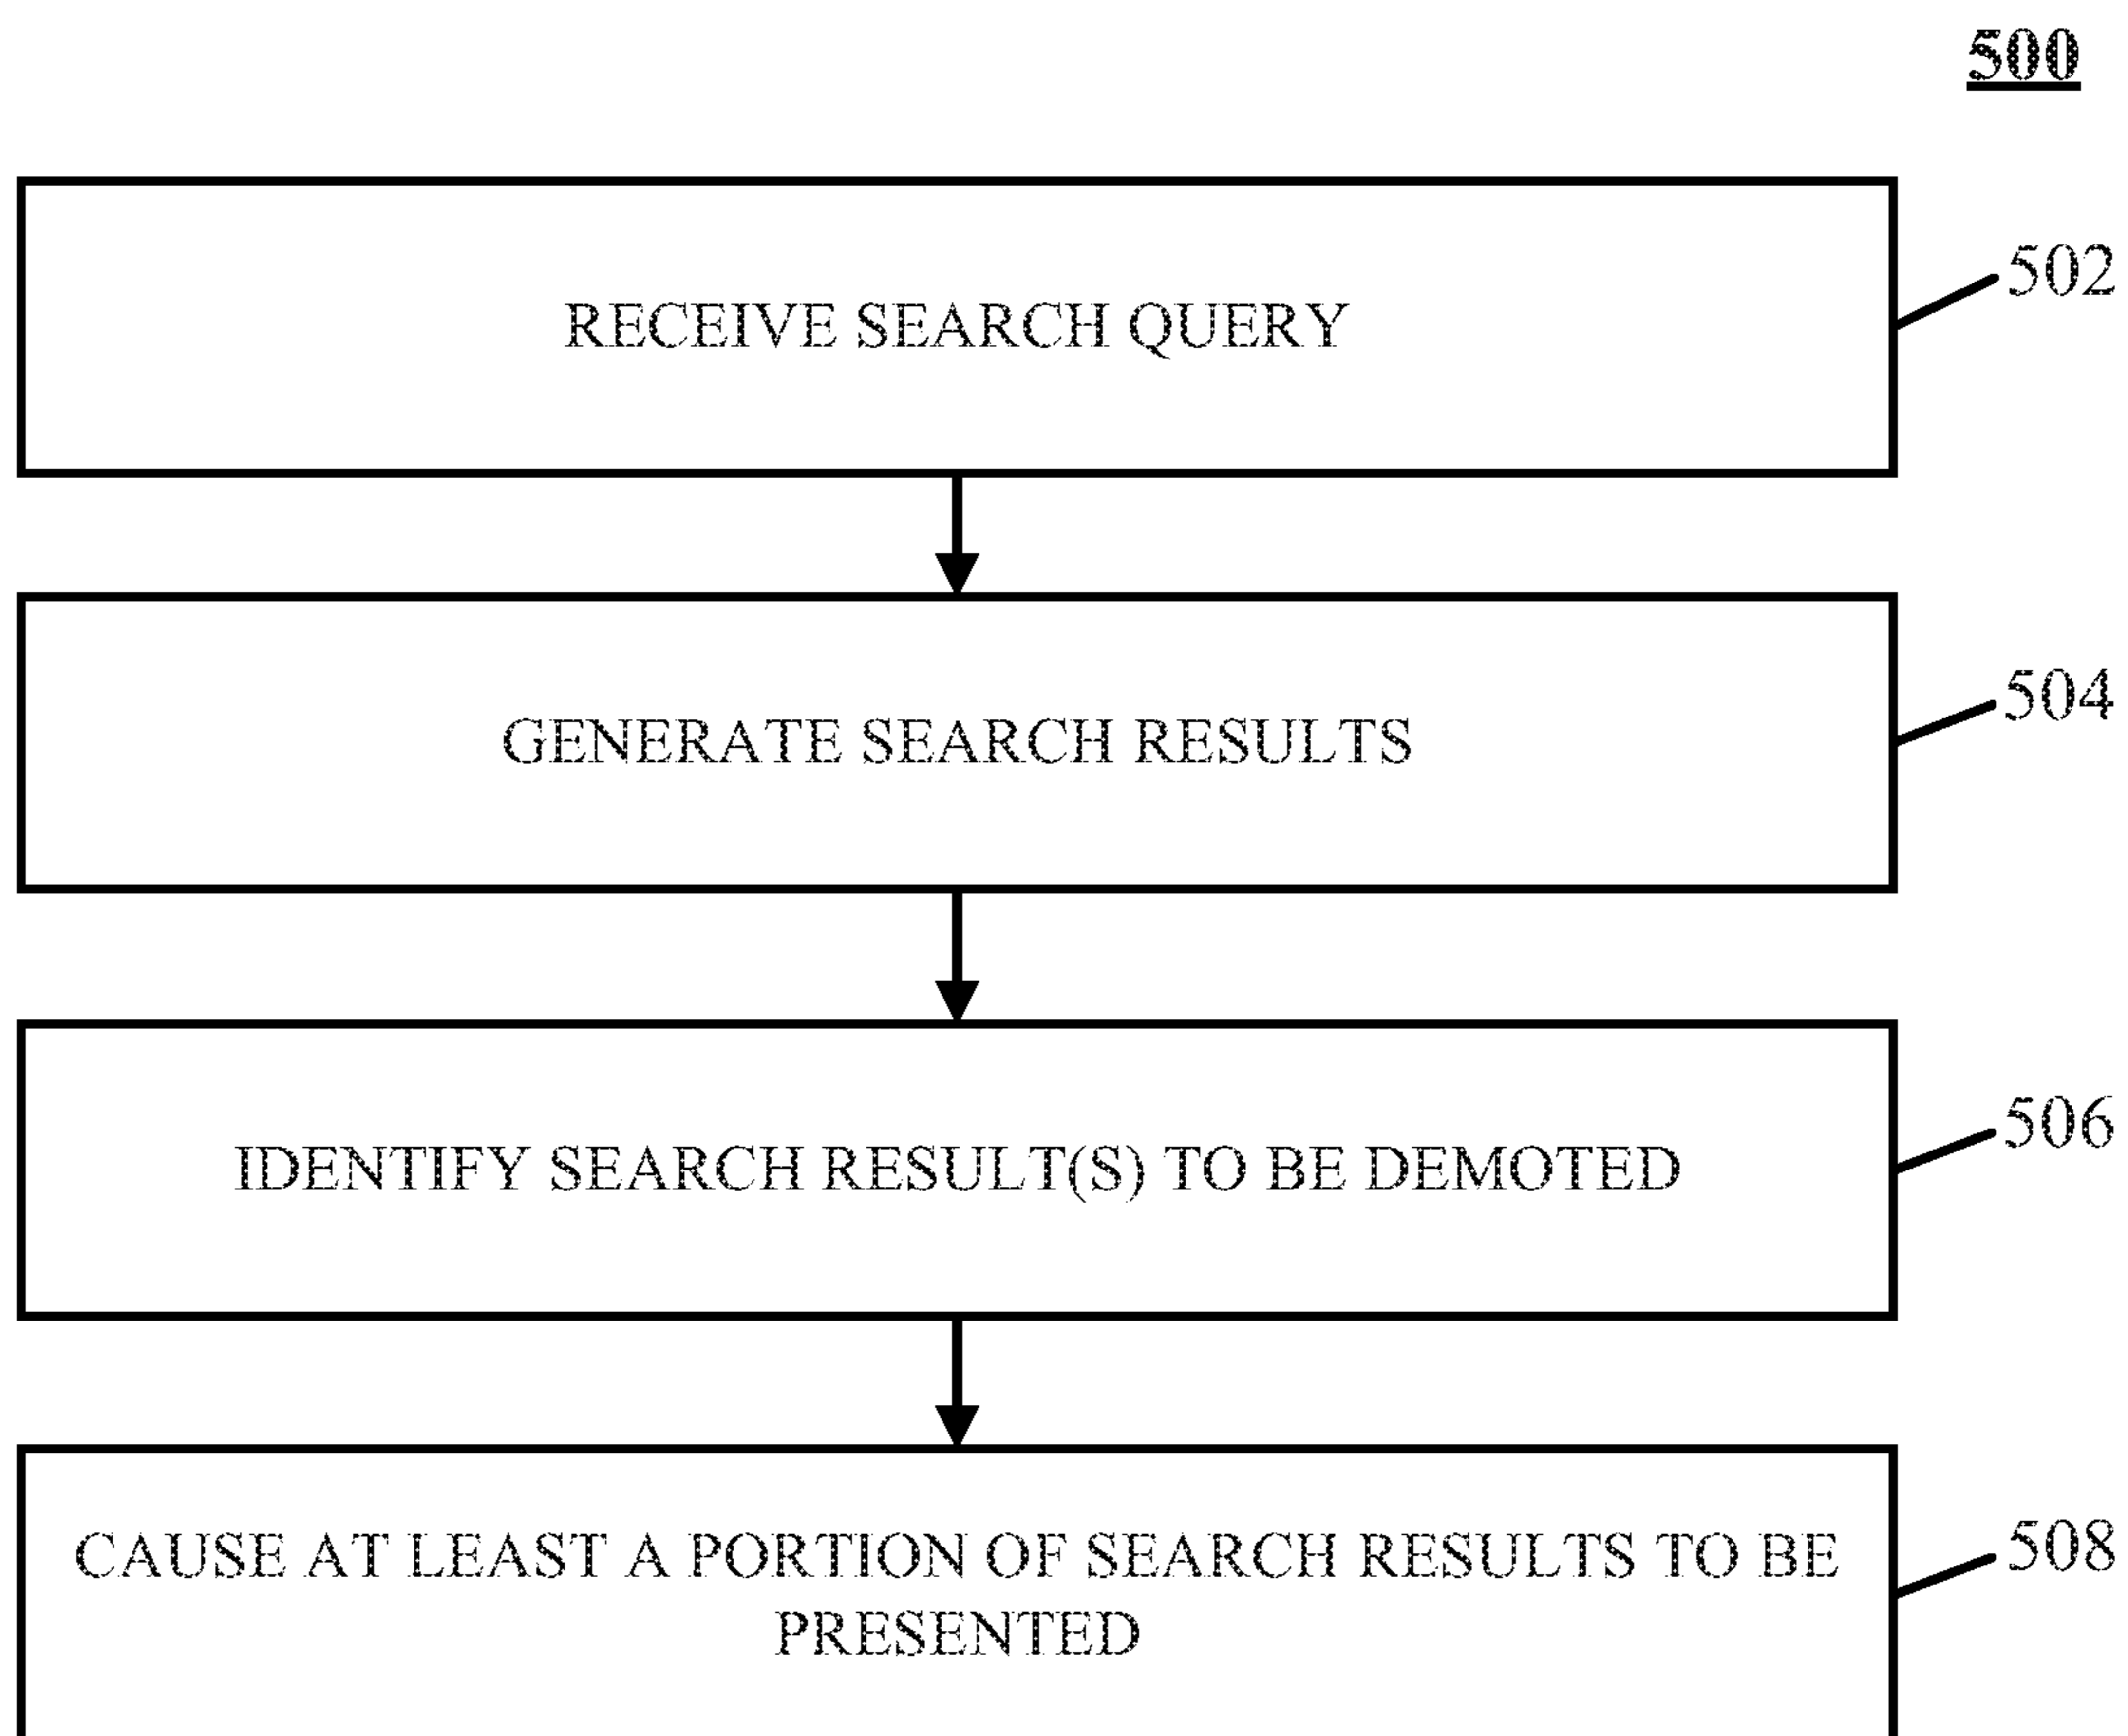 500
RECEIVE SEARCH QUERY
502
GENERATE SEARCH RESULTS
504
IDENTIFY SEARCH RESULT(S) TO BE DEMOTED
506
CAUSE AT LEAST A PORTION OF SEARCH RESULTS TO BE
PRESENTED
508